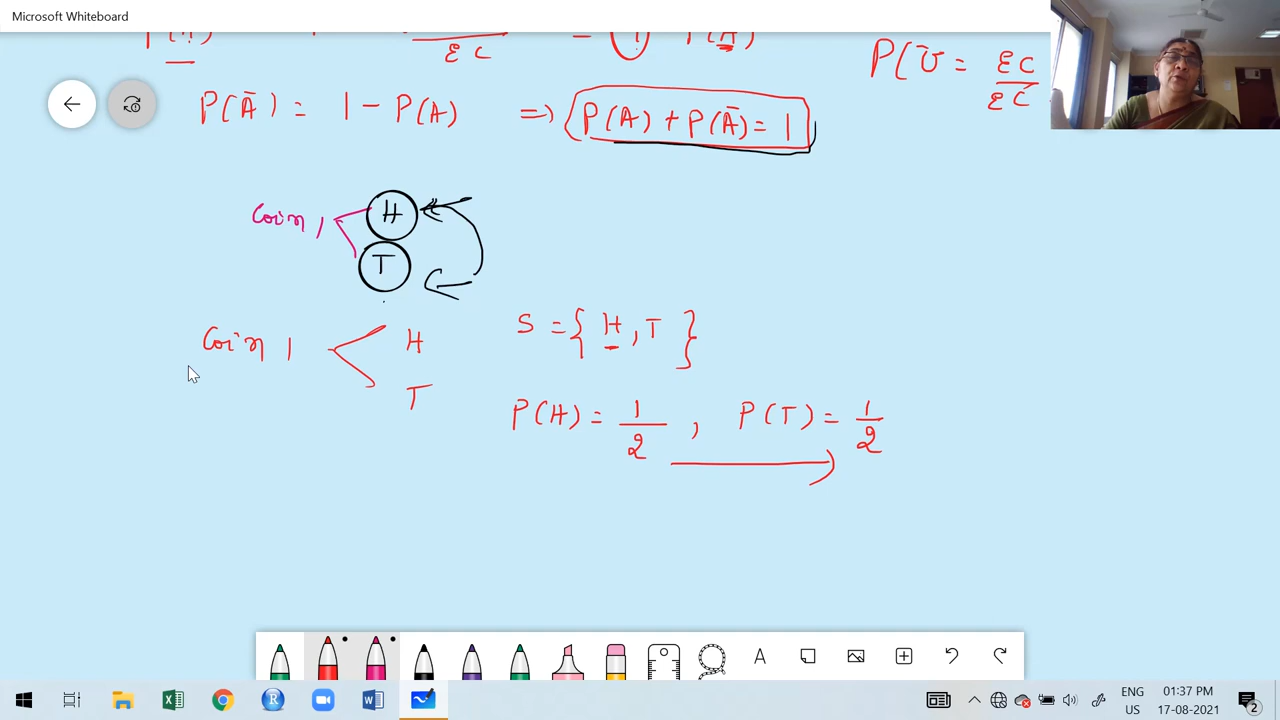 Microsoft Whiteboard
P(Ā) = 1 - P(A) => P(A) + P(Ā) = 1
Coin 1 H
T
Coin 1 H
T
S = { H, T }
P(H) = 1/2 , P(T) = 1/2
A
ENG
US
01:37 PM
17-08-2021
2